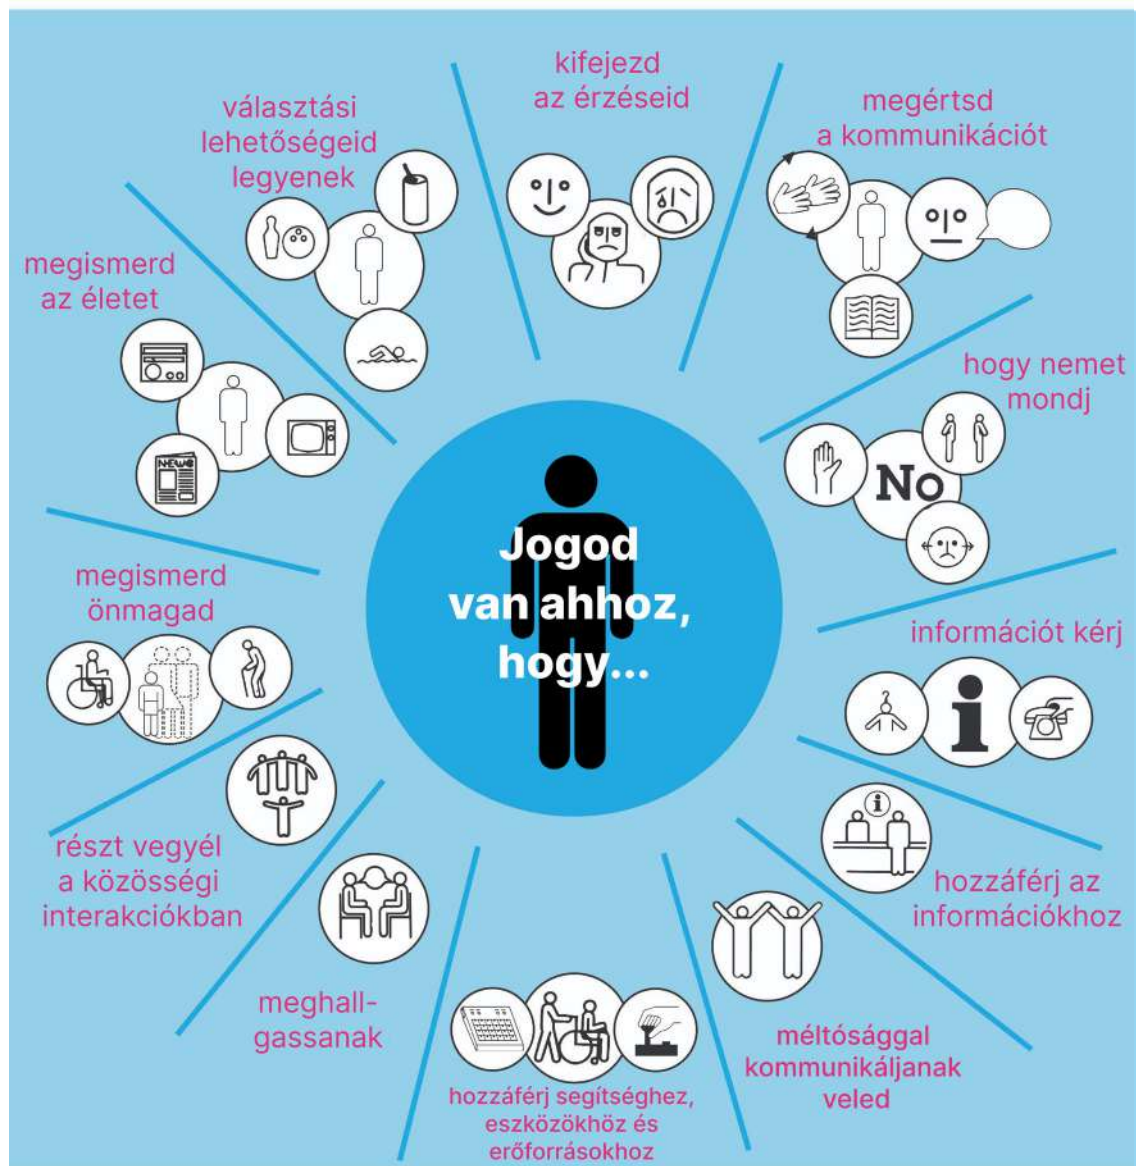 Jogod
van ahhoz,
hogy...
kifejezd
az érzéseid
megértsd
a kommunikációt
hogy nemet
mondj
No
információt kérj
i
?
i
hozzáférj az
információkhoz
méltósággal
kommunikáljanak
veled
hozzáférj segítséghez,
eszközökhöz és
erőforrásokhoz
meghall-
gassanak
részt vegyél
a közösségi
interakciókban
megismerd
önmagad
megismerd
az életet
NEWS
választási
lehetőségeid
legyenek